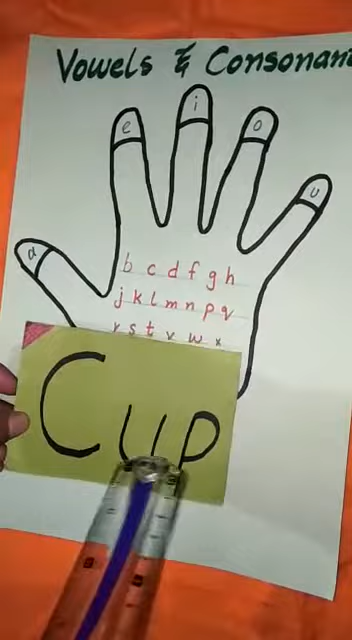 Vowels & Consonan
a e i o u
b c d f g h
j k l m n p q
r s t v w x
Cup